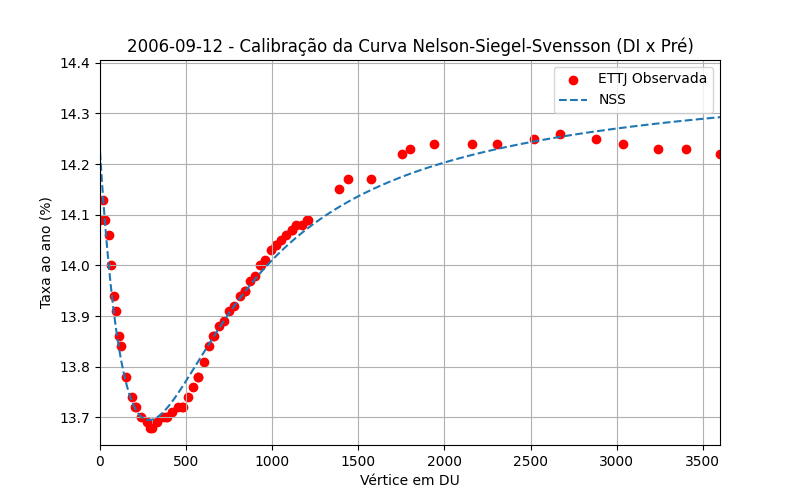 2006-09-12 - Calibração da Curva Nelson-Siegel-Svensson (DI x Pré)
ETTJ Observada
NSS
Taxa ao ano (%)
14.4
14.3
14.2
14.1
14.0
13.9
13.8
13.7
0 500 1000 1500 2000 2500 3000 3500
Vértice em DU